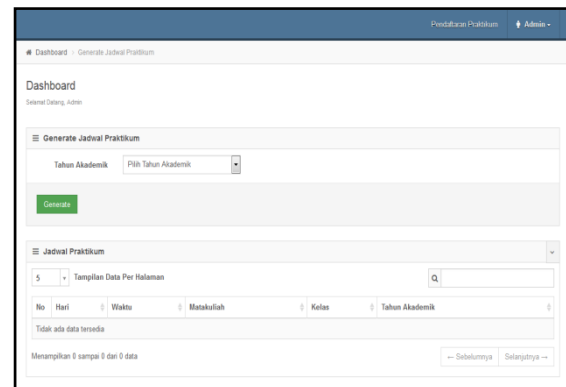 Pendaftaran Praktikum Admin
Dashboard > Generate Jadwal Praktikum
Dashboard
Selamat Datang, Admin
Generate Jadwal Praktikum
Tahun Akademik Pilih Tahun Akademik
Generate
Jadwal Praktikum
5 Tampilan Data Per Halaman
No Hari Waktu Matakuliah Kelas Tahun Akademik
Tidak ada data tersedia
Menampilkan 0 sampai 0 dari 0 data ← Sebelumnya Selanjutnya →